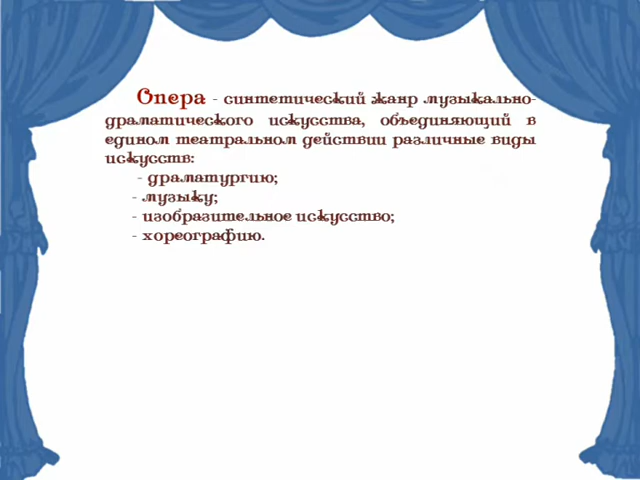 Опера - синтетический жанр музыкально-
драматического искусства, объединяющий в
едином театральном действии различные виды
искусств:
- драматургию;
- музыку;
- изобразительное искусство;
- хореографию.